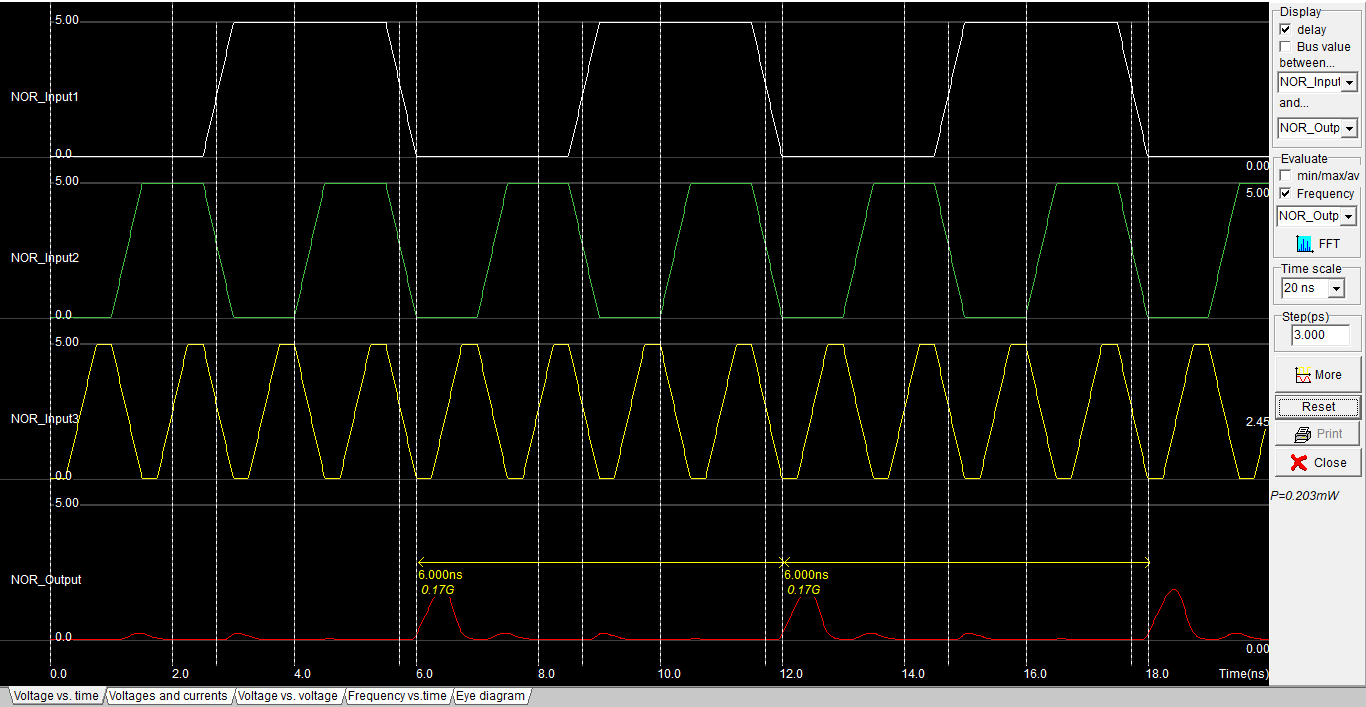 5.00
NOR_Input1
0.0
0.00
5.00
5.00
NOR_Input2
0.0
5.00
NOR_Input3
2.45
0.0
5.00
6.000ns
6.000ns
0.17G
0.17G
NOR_Output
0.0
0.00
0.0
2.0
4.0
6.0
8.0
10.0
12.0
14.0
16.0
18.0
Time(ns)
Voltage vs. time
Voltages and currents
Voltage vs. voltage
Frequency vs.time
Eye diagram
Display
delay
Bus value
between...
NOR_Input
and...
NOR_Outp
Evaluate
min/max/av
Frequency
NOR_Outp
FFT
Time scale
20 ns
Step(ps)
3.000
More
Reset
Print
Close
P=0.203mW